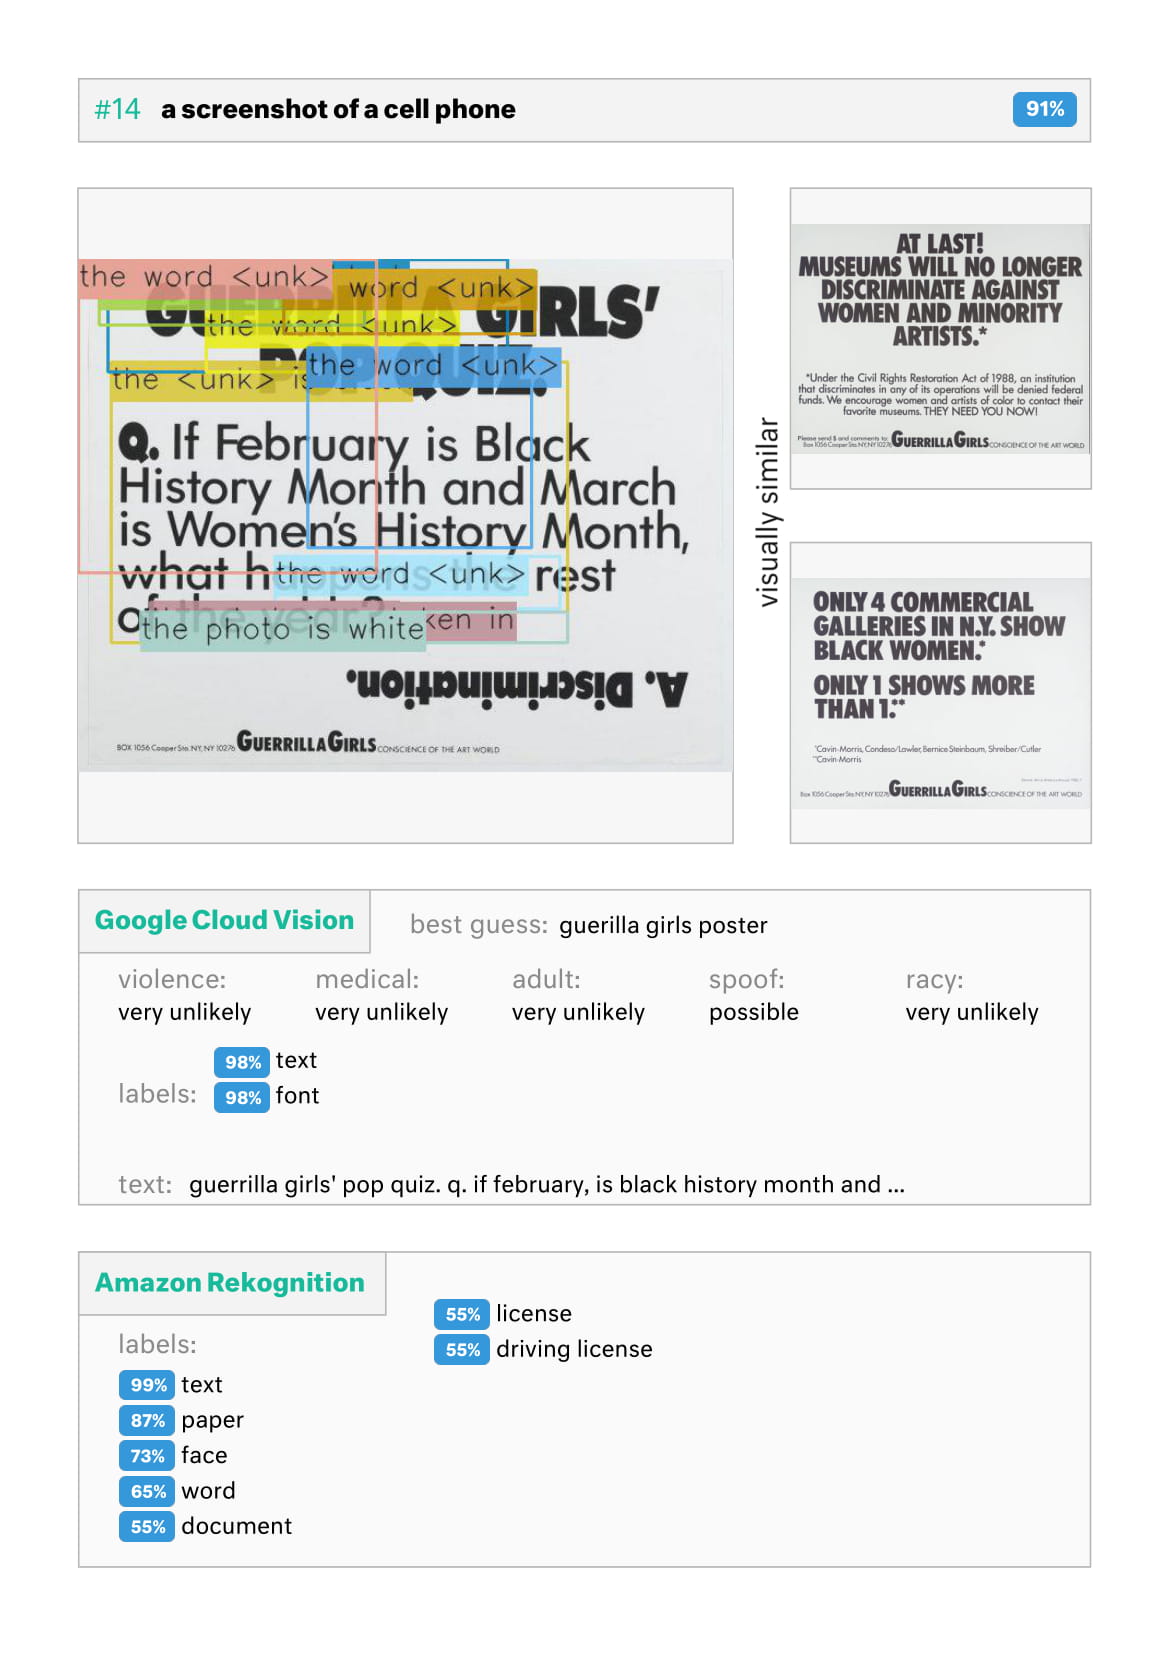 #14 a screenshot of a cell phone 91%
the word <unk>
word <unk>
GIRLS'
the word <unk>
the word <unk>
the <unk> is
QUIZ.
Q. If February is Black
History Month and March
is Women's History Month,
what happens the rest
the word <unk>
of the year?
ken in
the photo is white
A. Discrimination.
BOX 1056 Cooper Sta. NY, NY 10276 GUERRILLA GIRLS CONSCIENCE OF THE ART WORLD
visually similar
AT LAST!
MUSEUMS WILL NO LONGER
DISCRIMINATE AGAINST
WOMEN AND MINORITY
ARTISTS.*
*Under the Civil Rights Restoration Act of 1988, an institution
that discriminates in any of its operations will be denied federal
funds. We encourage women and artists of color to contact their
favorite museums. THEY NEED YOU NOW!
Please send $ and comments to:
Box 1056 Cooper Sta. NY, NY 10276 GUERRILLA GIRLS CONSCIENCE OF THE ART WORLD
ONLY 4 COMMERCIAL
GALLERIES IN N.Y. SHOW
BLACK WOMEN.*
ONLY 1 SHOWS MORE
THAN 1.**
*Cavin-Morris, Condeso/Lawler, Bernice Steinbaum, Shreiber/Cutler
**Cavin-Morris
Box 1056 Cooper Sta. NY, NY 10276 GUERRILLA GIRLS CONSCIENCE OF THE ART WORLD
Google Cloud Vision
best guess: guerilla girls poster
violence: medical: adult: spoof: racy:
very unlikely very unlikely very unlikely possible very unlikely
98% text
labels: 98% font
text: guerrilla girls' pop quiz. q. if february, is black history month and ...
Amazon Rekognition
labels:
99% text
87% paper
73% face
65% word
55% document
55% license
55% driving license